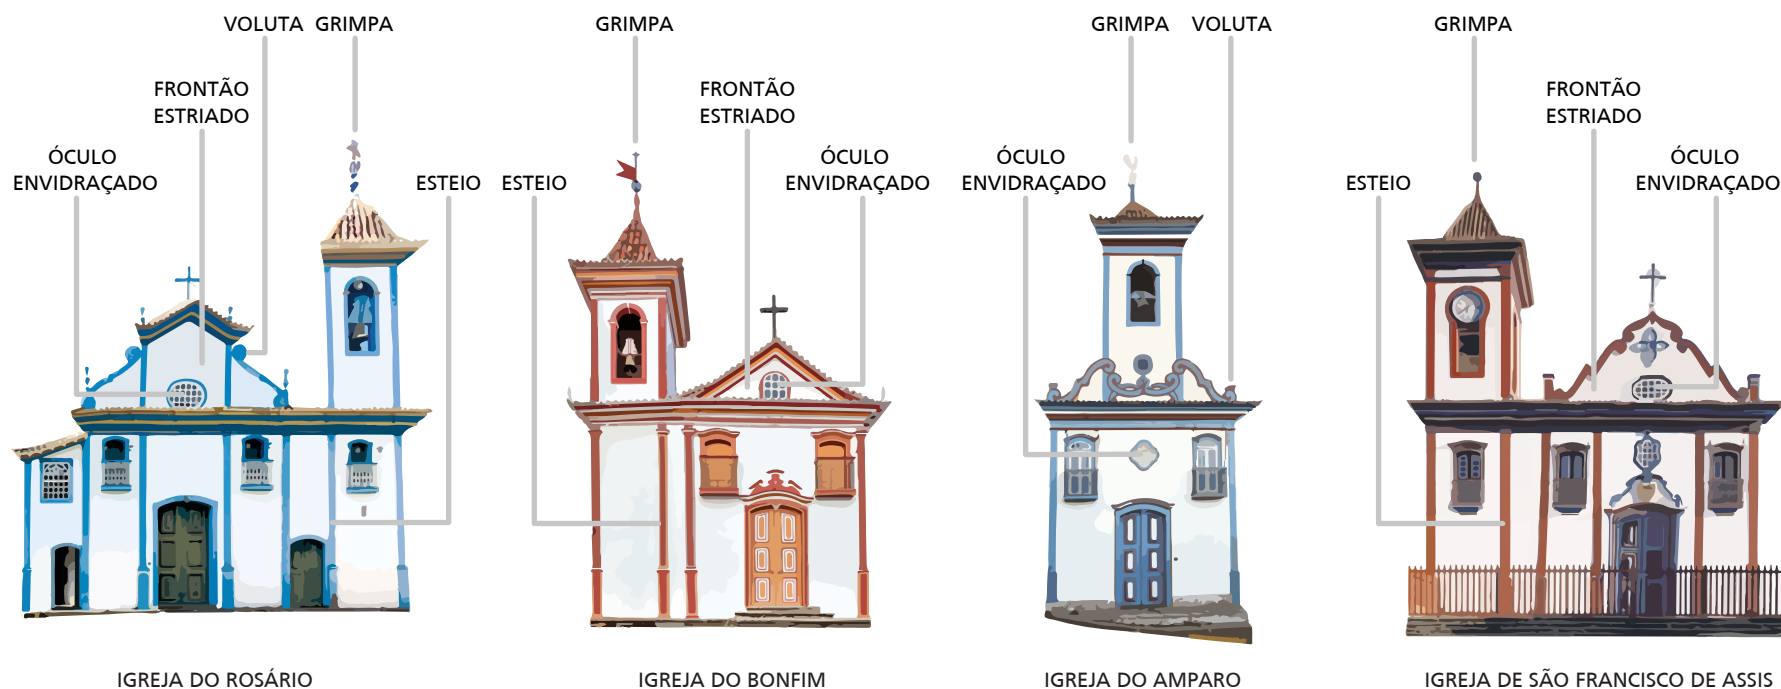 VOLUTA GRIMPA
FRONTÃO
ESTRIADO
ÓCULO
ENVIDRAÇADO
ESTEIO
IGREJA DO ROSÁRIO
GRIMPA
FRONTÃO
ESTRIADO
ÓCULO
ENVIDRAÇADO
ESTEIO
IGREJA DO BONFIM
GRIMPA VOLUTA
ÓCULO
ENVIDRAÇADO
IGREJA DO AMPARO
GRIMPA
FRONTÃO
ESTRIADO
ÓCULO
ENVIDRAÇADO
ESTEIO
IGREJA DE SÃO FRANCISCO DE ASSIS